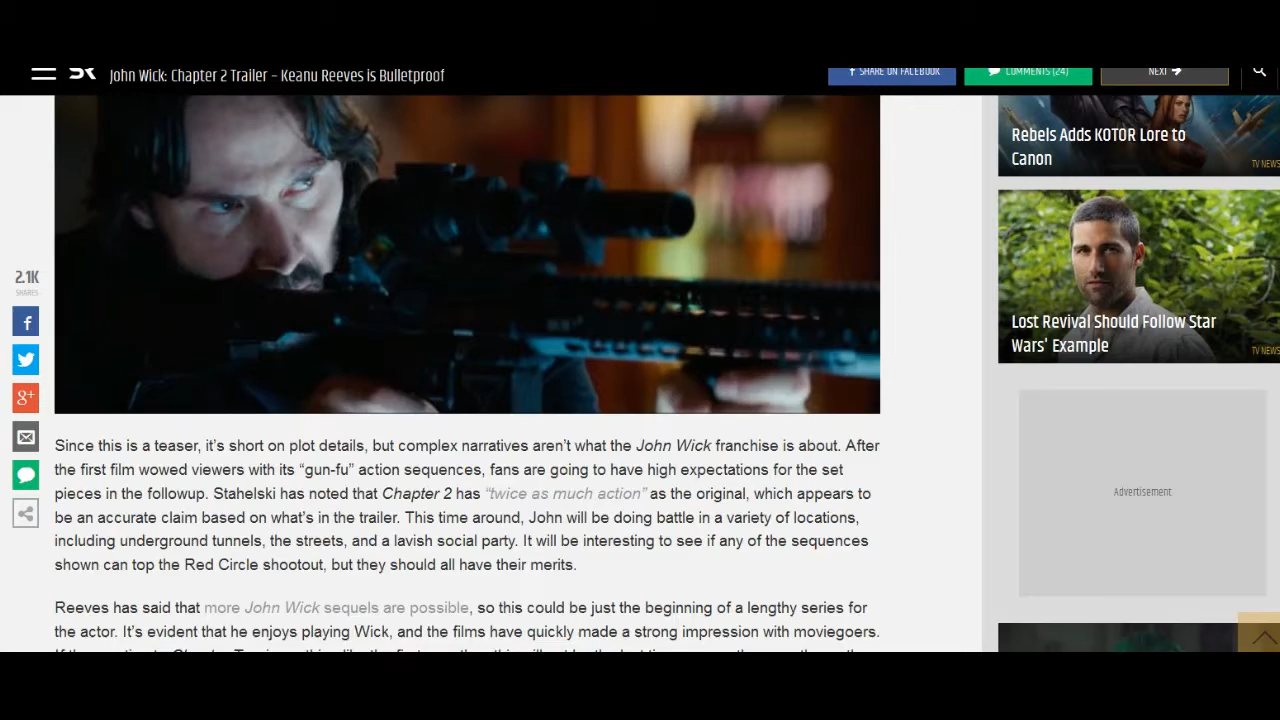 SR
John Wick: Chapter 2 Trailer – Keanu Reeves is Bulletproof
SHARE ON FACEBOOK
COMMENTS (24)
NEXT
Rebels Adds KOTOR Lore to
Canon
TV NEWS
Lost Revival Should Follow Star
Wars' Example
TV NEWS
2.1K
SHARES
f
g+
Advertisement
Since this is a teaser, it’s short on plot details, but complex narratives aren’t what the John Wick franchise is about. After
the first film wowed viewers with its “gun-fu” action sequences, fans are going to have high expectations for the set
pieces in the followup. Stahelski has noted that Chapter 2 has “twice as much action” as the original, which appears to
be an accurate claim based on what’s in the trailer. This time around, John will be doing battle in a variety of locations,
including underground tunnels, the streets, and a lavish social party. It will be interesting to see if any of the sequences
shown can top the Red Circle shootout, but they should all have their merits.
Reeves has said that more John Wick sequels are possible, so this could be just the beginning of a lengthy series for
the actor. It’s evident that he enjoys playing Wick, and the films have quickly made a strong impression with moviegoers.